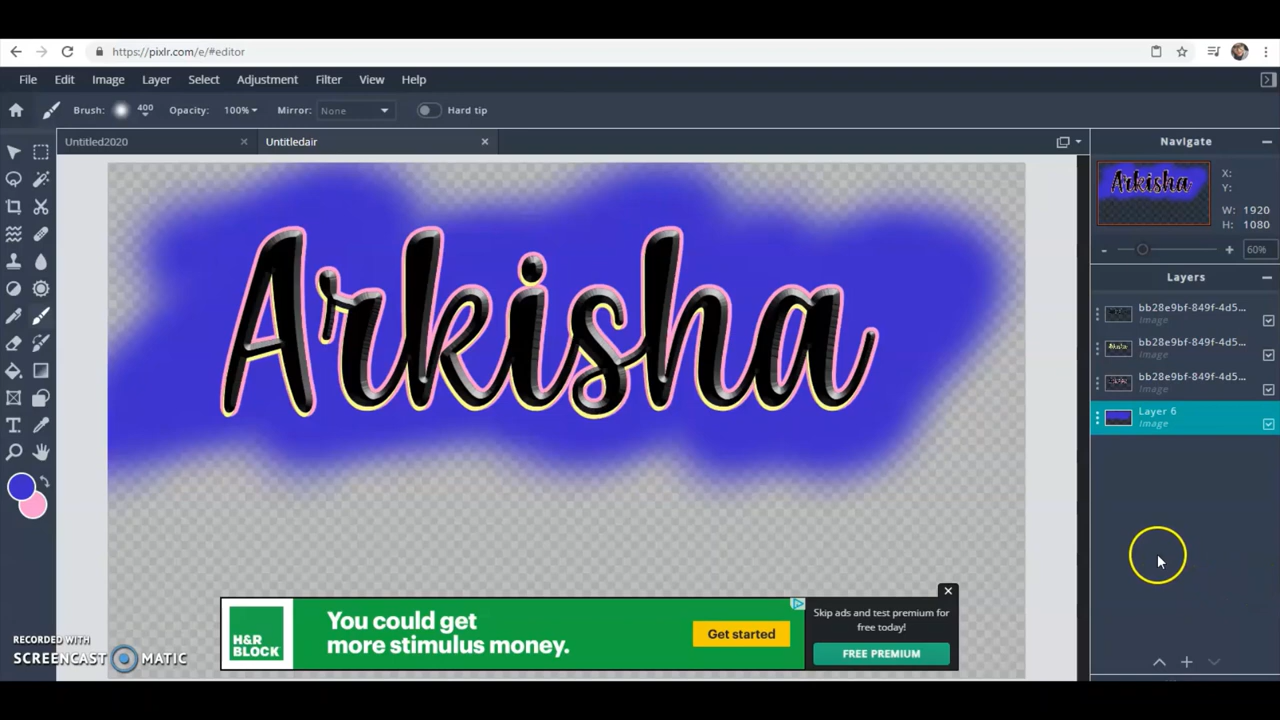 https://pixlr.com/e/#editor
File Edit Image Layer Select Adjustment Filter View Help
Brush: 400 Opacity: 100% Mirror: None Hard tip
Untitled2020 Untitledair
Navigate
Arkisha
X:
Y:
W: 1920
H: 1080
60%
Layers
bb28e9bf-849f-4d5...
Image
bb28e9bf-849f-4d5...
Image
bb28e9bf-849f-4d5...
Image
Layer 6
Image
Arkisha
H&R
BLOCK
You could get
more stimulus money.
Get started
Skip ads and test premium for
free today!
FREE PREMIUM
RECORDED WITH
SCREENCAST MATIC